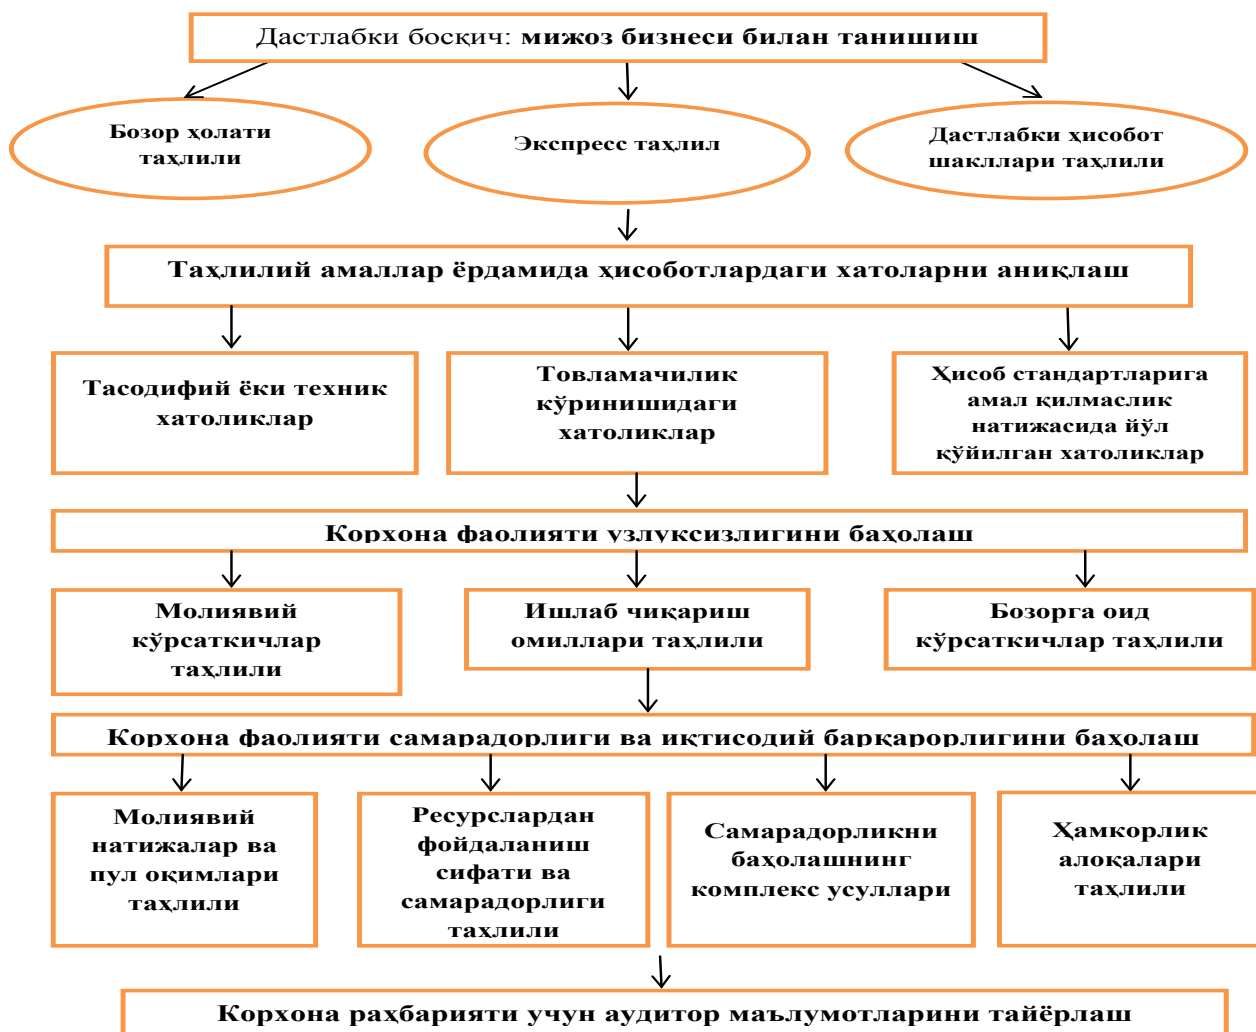 Дастлабки босқич: мижоз бизнеси билан танишиш
Бозор ҳолати
таҳлили
Экспресс таҳлил
Дастлабки ҳисобот
шакллари таҳлили
Таҳлилий амаллар ёрдамида ҳисоботлардаги хатоларни аниқлаш
Тасодифий ёки техник
хатоликлар
Товламачилик
кўринишидаги
хатоликлар
Ҳисоб стандартларига
амал қилмаслик
натижасида йўл
қўйилган хатоликлар
Корхона фаолияти узлуксизлигини баҳолаш
Молиявий
кўрсаткичлар
таҳлили
Ишлаб чиқариш
омиллари таҳлили
Бозорга оид
кўрсаткичлар таҳлили
Корхона фаолияти самарадорлиги ва иқтисодий барқарорлигини баҳолаш
Молиявий
натижалар ва
пул оқимлари
таҳлили
Ресурслардан
фойдаланиш
сифати ва
самарадорлиги
таҳлили
Самарадорликни
баҳолашнинг
комплекс усуллари
Ҳамкорлик
алоқалари
таҳлили
Корхона раҳбарияти учун аудитор маълумотларини тайёрлаш